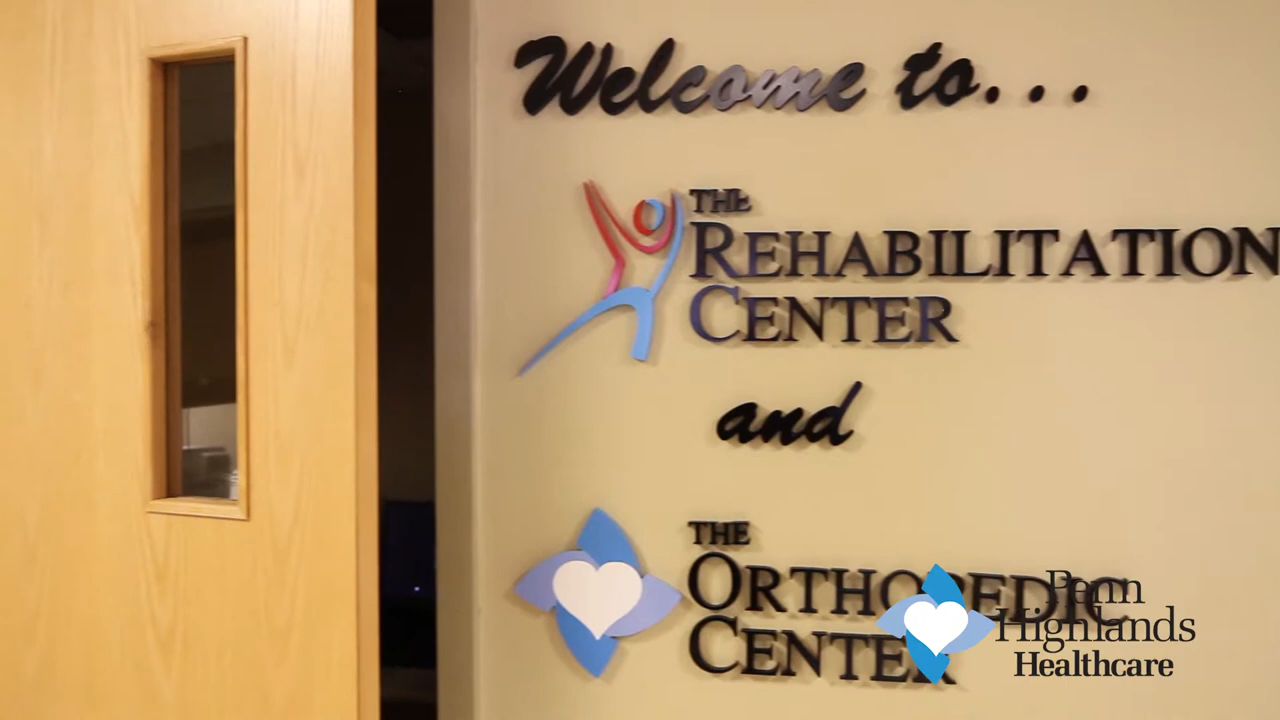 Welcome to...
THE
REHABILITATION
CENTER
and
THE
ORTHOPEDIC
CENTER
Penn
Highlands
Healthcare